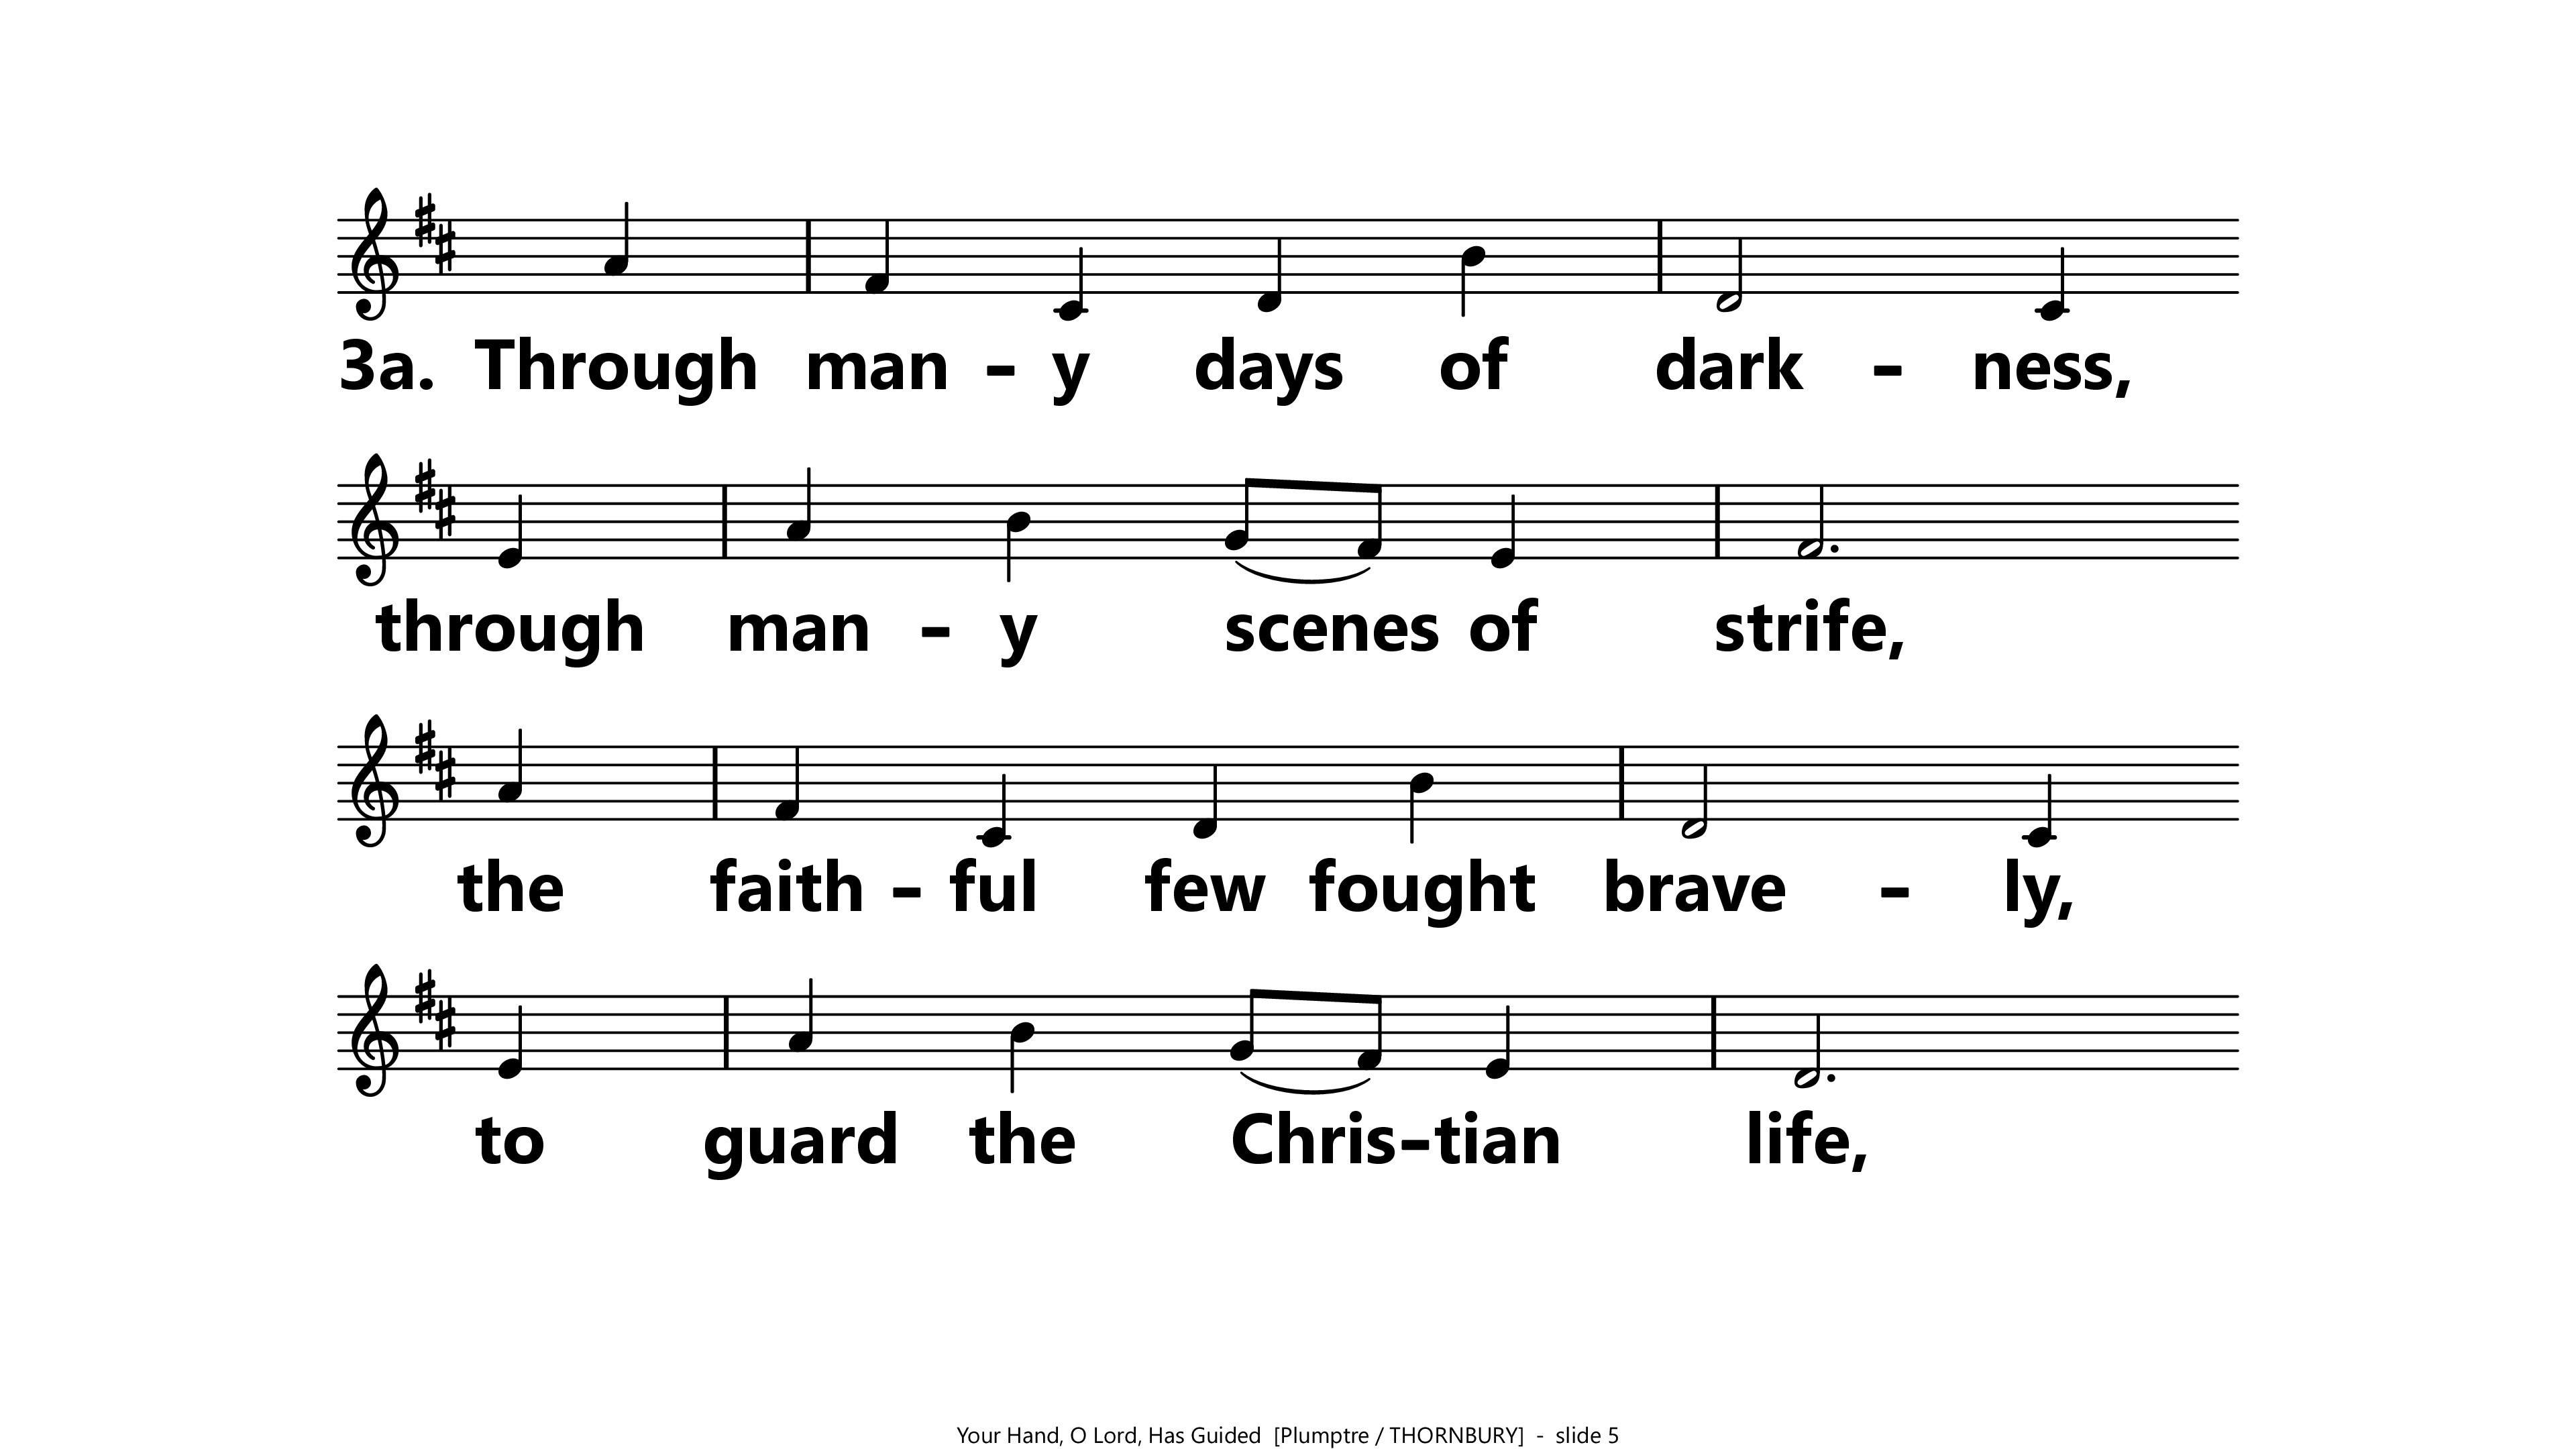 3a. Through man - y days of dark - ness,
through man - y scenes of strife,
the faith - ful few fought brave - ly,
to guard the Chris-tian life,
Your Hand, O Lord, Has Guided [Plumptre / THORNBURY] - slide 5